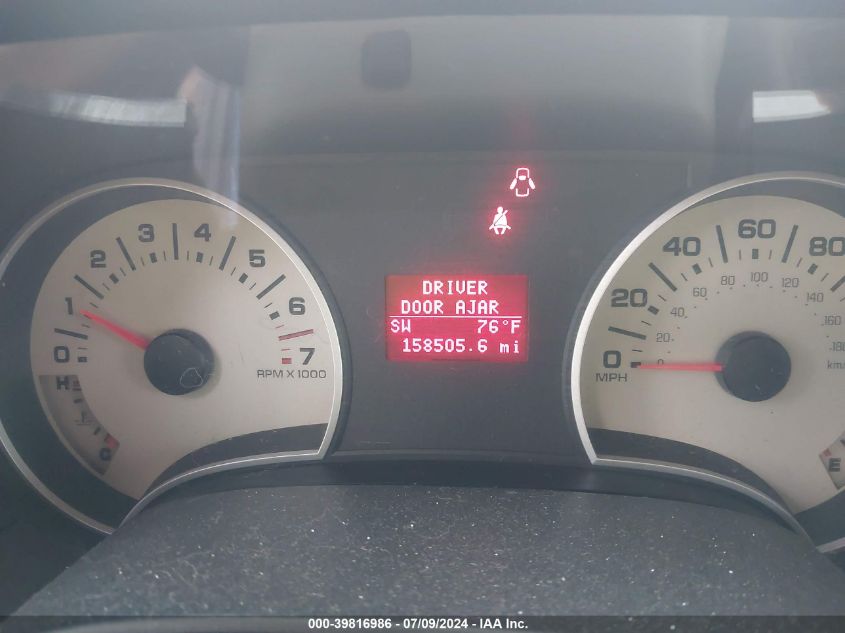 DRIVER
DOOR AJAR
SW 76°F
158505.6 mi
0 1 2 3 4 5 6 7
RPM X 1000
H
C
0 20 40 60 80
0 20 40 60 80 100 120 140 160 180
MPH
km/
E
000-39816986 / 07/09/2024 - IAA Inc.